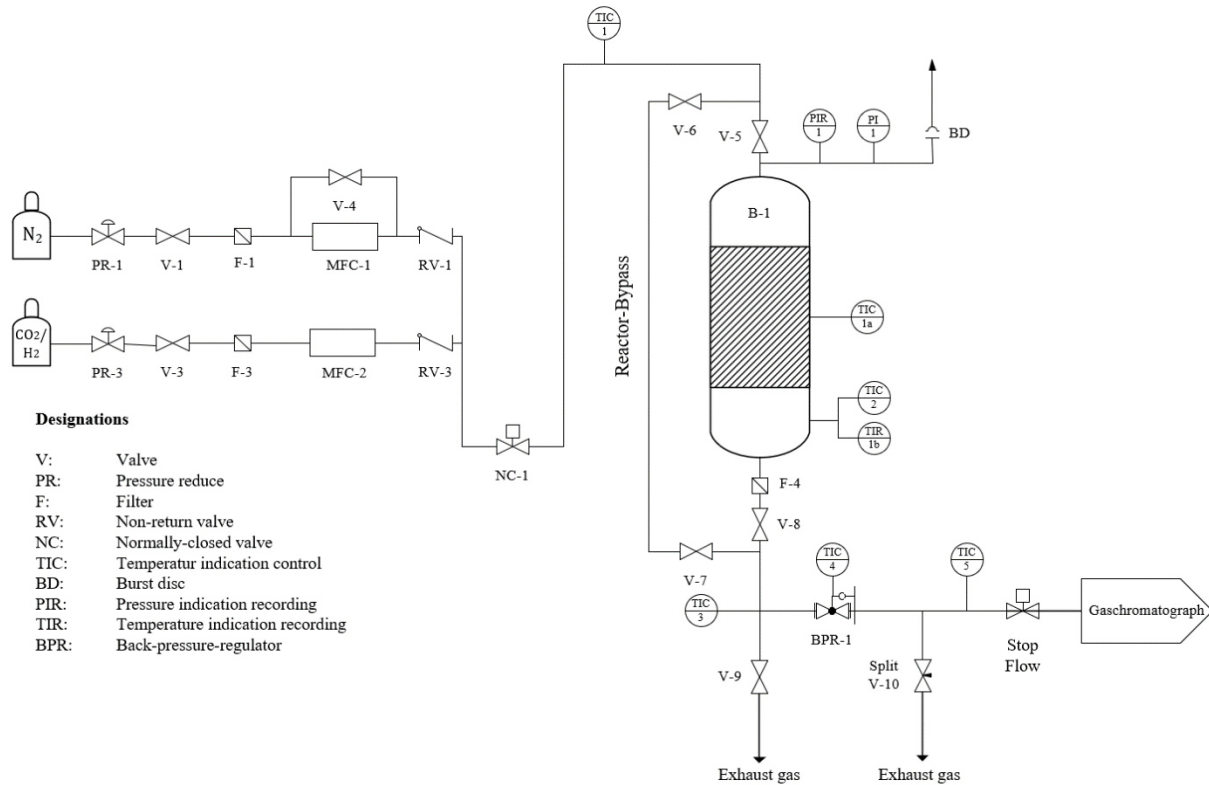 TIC
1
V-6
V-5
PIR
1
PI
1
BD
N2
PR-1
V-1
F-1
V-4
MFC-1
RV-1
B-1
Reactor-Bypass
CO2/
H2
PR-3
V-3
F-3
MFC-2
RV-3
TIC
1a
TIC
2
TIR
1b
NC-1
F-4
V-8
V-7
TIC
3
TIC
4
BPR-1
TIC
5
Stop
Flow
Gaschromatograph
V-9
Split
V-10
Exhaust gas
Exhaust gas
Designations
V: Valve
PR: Pressure reduce
F: Filter
RV: Non-return valve
NC: Normally-closed valve
TIC: Temperatur indication control
BD: Burst disc
PIR: Pressure indication recording
TIR: Temperature indication recording
BPR: Back-pressure-regulator